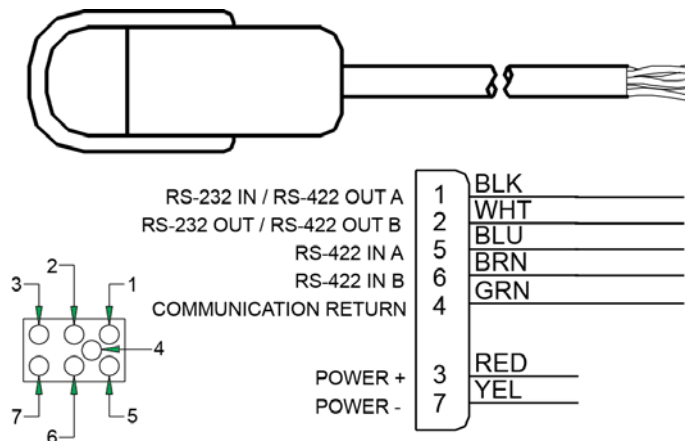 RS-232 IN / RS-422 OUT A 1 BLK
RS-232 OUT / RS-422 OUT B 2 WHT
RS-422 IN A 5 BLU
RS-422 IN B 6 BRN
COMMUNICATION RETURN 4 GRN
POWER + 3 RED
POWER - 7 YEL
2
3 1
4
7 5
6